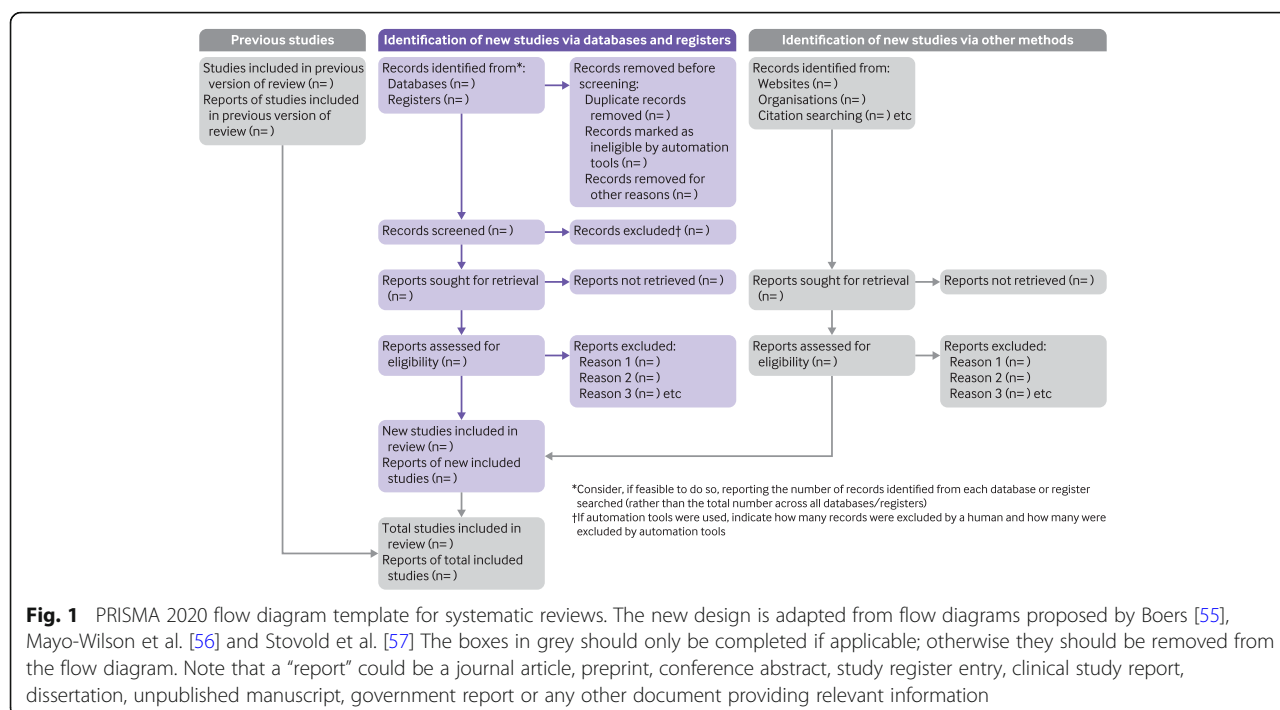 Previous studies
Identification of new studies via databases and registers
Identification of new studies via other methods
Studies included in previous
version of review (n= )
Reports of studies included
in previous version of
review (n= )
Records identified from*:
Databases (n= )
Registers (n= )
Records removed before
screening:
Duplicate records
removed (n= )
Records marked as
ineligible by automation
tools (n= )
Records removed for
other reasons (n= )
Records identified from:
Websites (n= )
Organisations (n= )
Citation searching (n= ) etc
Records screened (n= )
Records excluded† (n= )
Reports sought for retrieval
(n= )
Reports not retrieved (n= )
Reports sought for retrieval
(n= )
Reports not retrieved (n= )
Reports assessed for
eligibility (n= )
Reports excluded:
Reason 1 (n= )
Reason 2 (n= )
Reason 3 (n= ) etc
Reports assessed for
eligibility (n= )
Reports excluded:
Reason 1 (n= )
Reason 2 (n= )
Reason 3 (n= ) etc
New studies included in
review (n= )
Reports of new included
studies (n= )
Total studies included in
review (n= )
Reports of total included
studies (n= )
*Consider, if feasible to do so, reporting the number of records identified from each database or register
searched (rather than the total number across all databases/registers)
†If automation tools were used, indicate how many records were excluded by a human and how many were
excluded by automation tools
Fig. 1 PRISMA 2020 flow diagram template for systematic reviews. The new design is adapted from flow diagrams proposed by Boers [55],
Mayo-Wilson et al. [56] and Stovold et al. [57] The boxes in grey should only be completed if applicable; otherwise they should be removed from
the flow diagram. Note that a “report” could be a journal article, preprint, conference abstract, study register entry, clinical study report,
dissertation, unpublished manuscript, government report or any other document providing relevant information